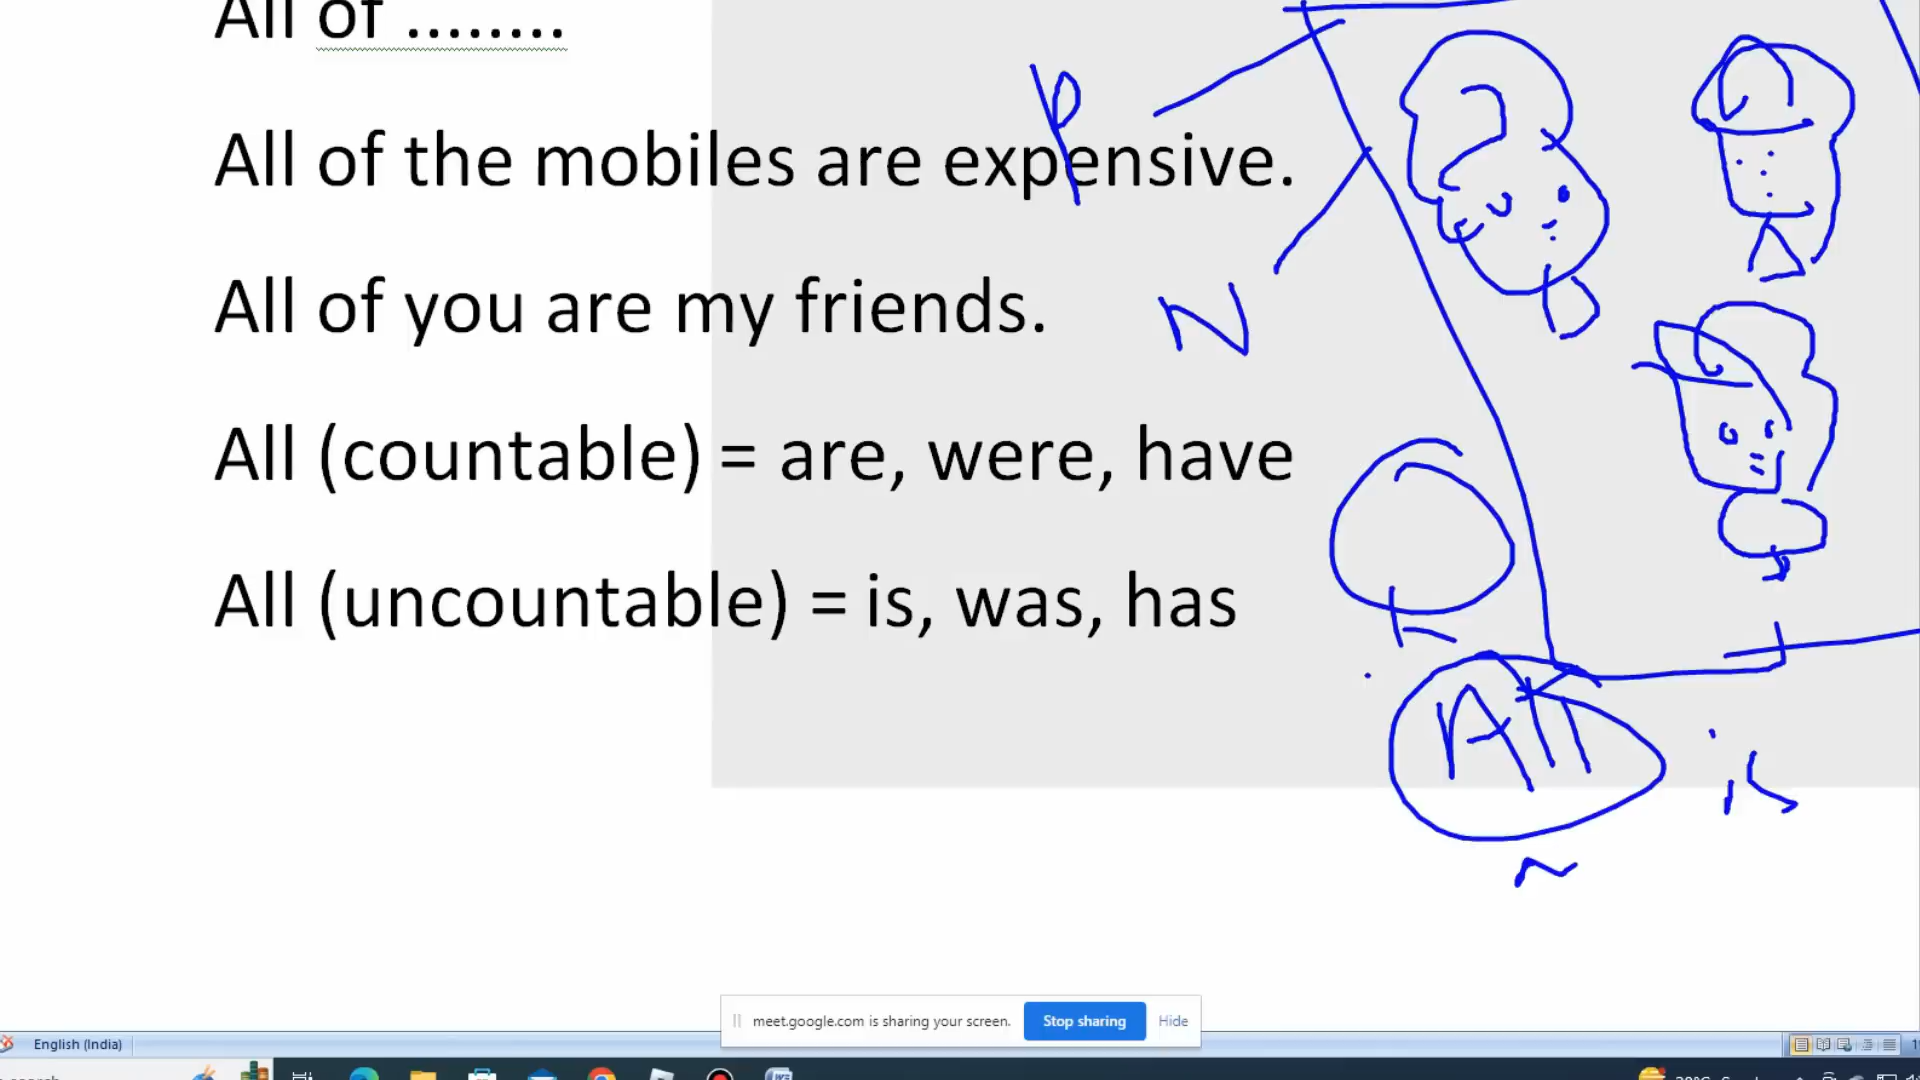 All of ........
All of the mobiles are expensive.
All of you are my friends.
All (countable) = are, were, have
All (uncountable) = is, was, has
P
N
All
is
meet.google.com is sharing your screen.
Stop sharing
Hide
English (India)